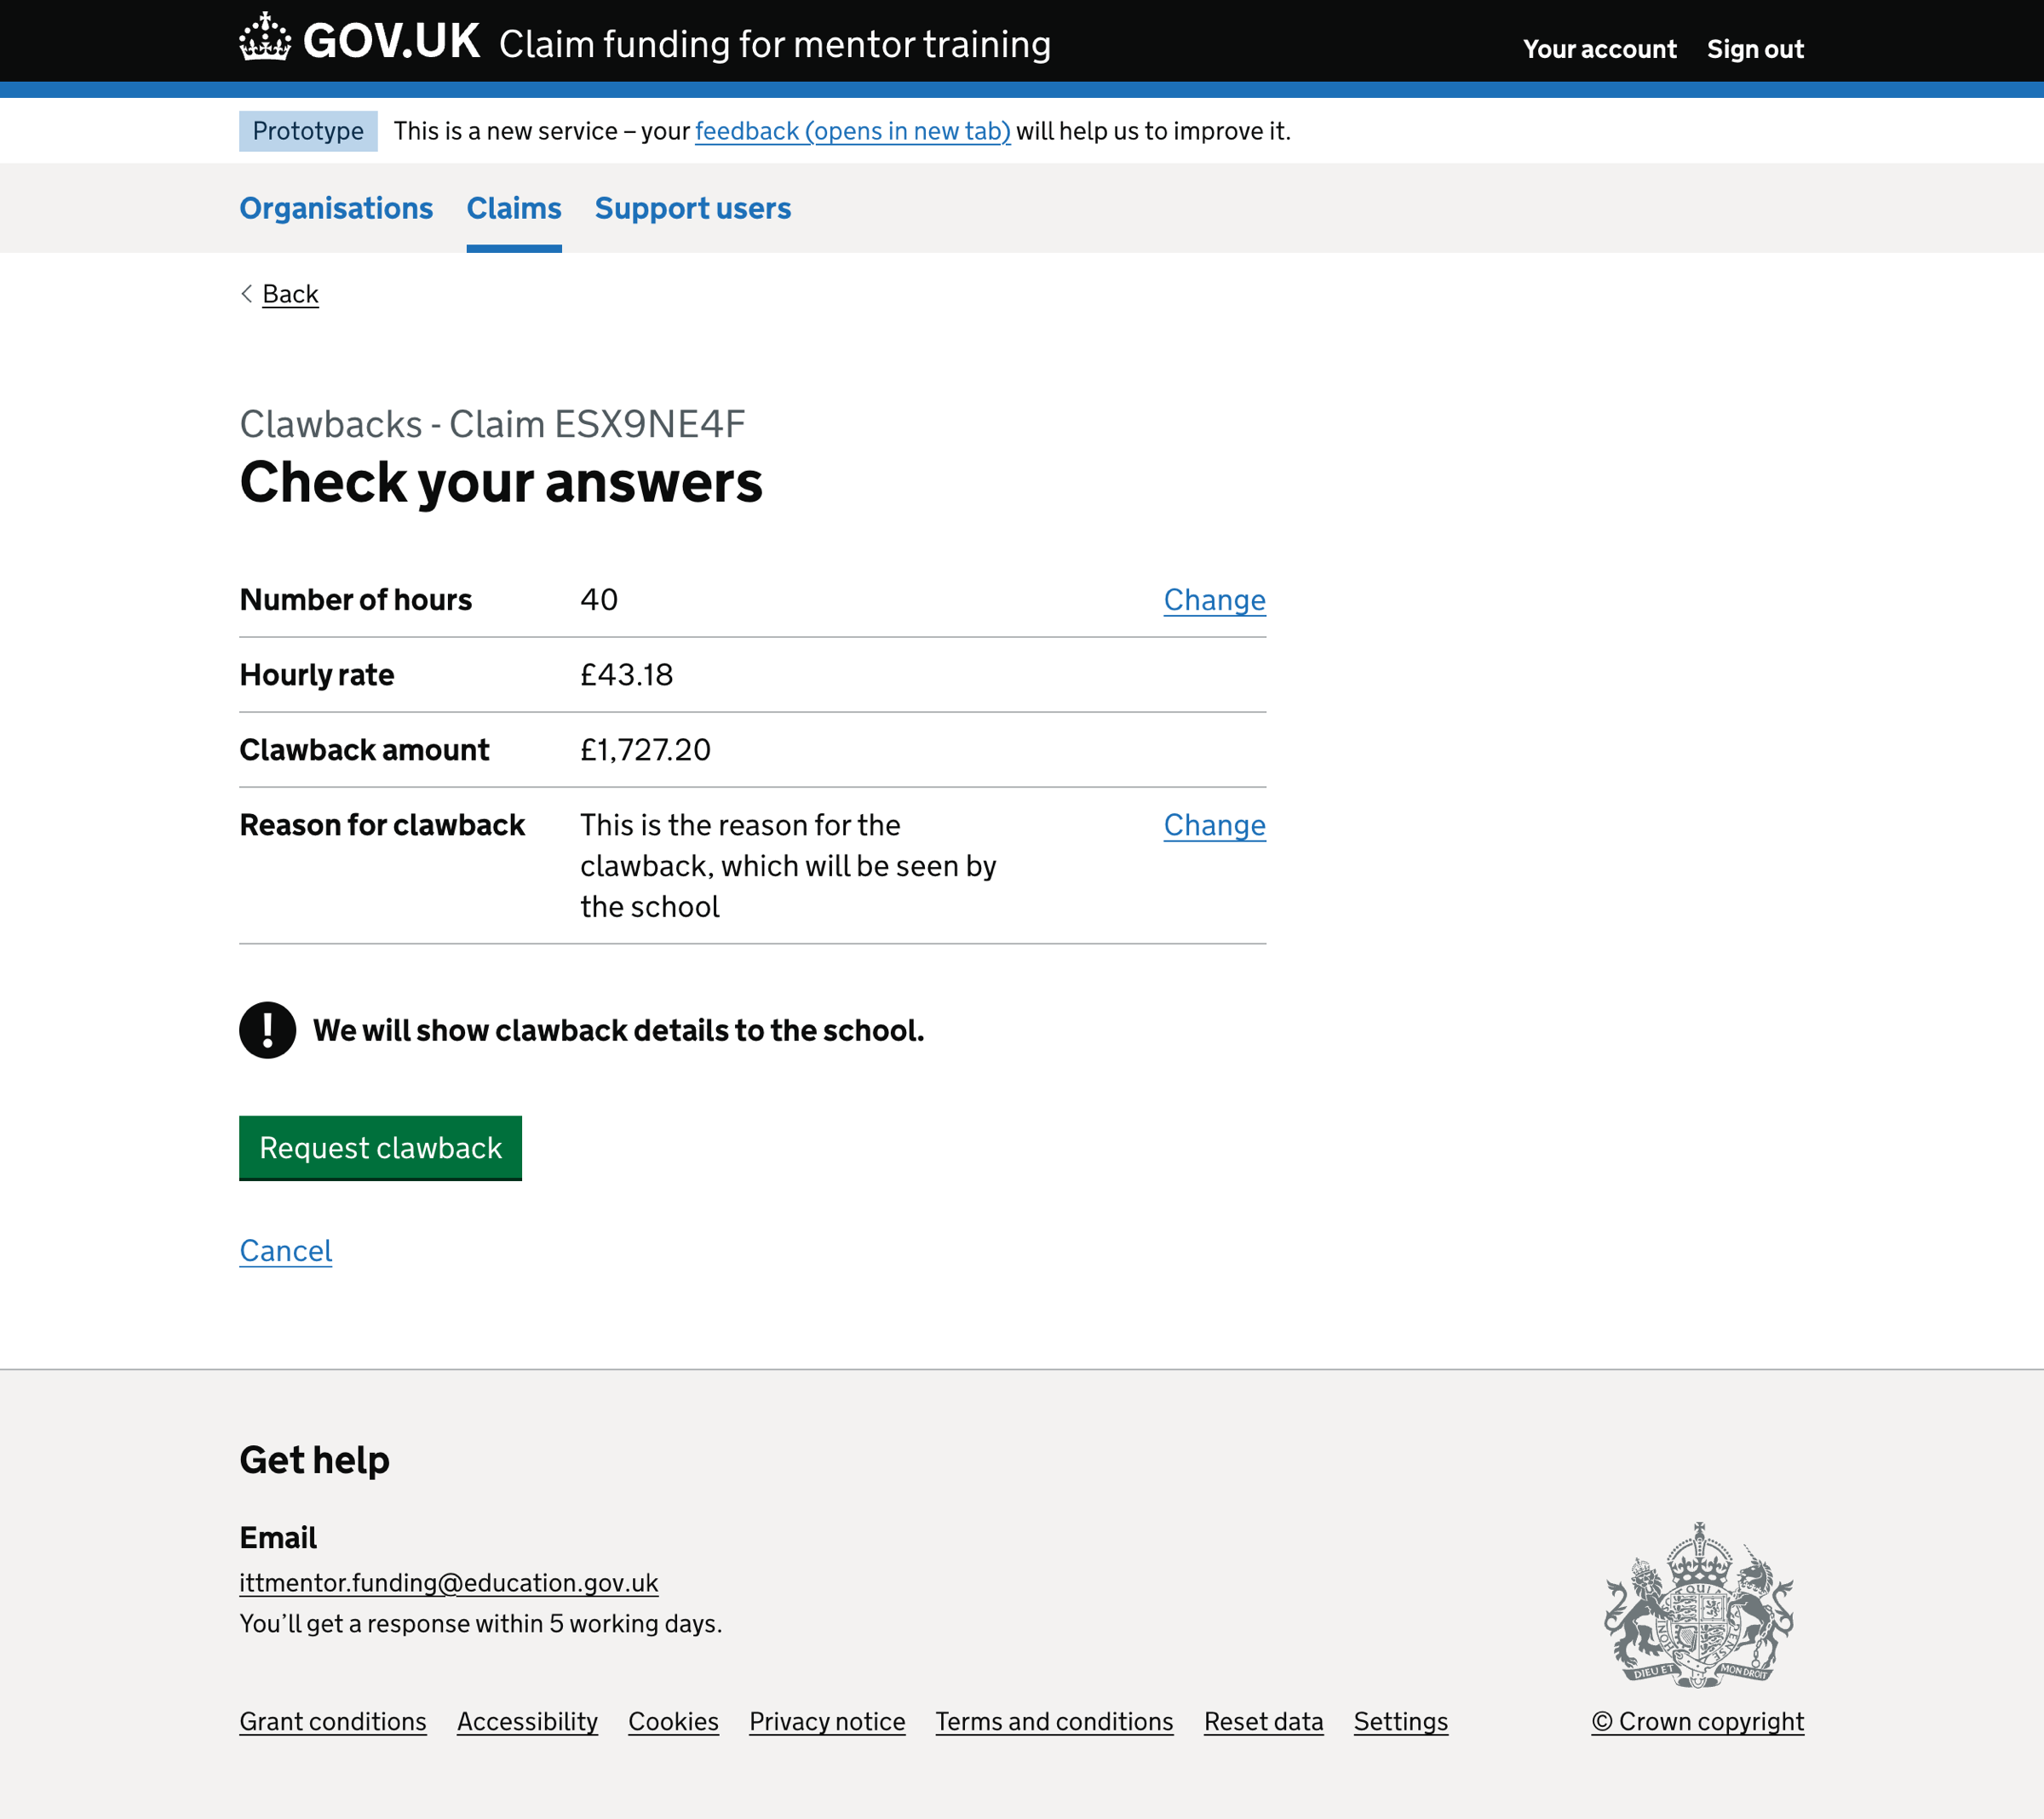 GOV.UK Claim funding for mentor training Your account Sign out
Prototype This is a new service – your feedback (opens in new tab) will help us to improve it.
Organisations Claims Support users
Back
Clawbacks - Claim ESX9NE4F
Check your answers
Number of hours 40 Change
Hourly rate £43.18
Clawback amount £1,727.20
Reason for clawback This is the reason for the Change
clawback, which will be seen by
the school
! We will show clawback details to the school.
Request clawback
Cancel
Get help
Email
ittmentor.funding@education.gov.uk
You’ll get a response within 5 working days.
DIEU ET MON DROIT
Grant conditions Accessibility Cookies Privacy notice Terms and conditions Reset data Settings © Crown copyright